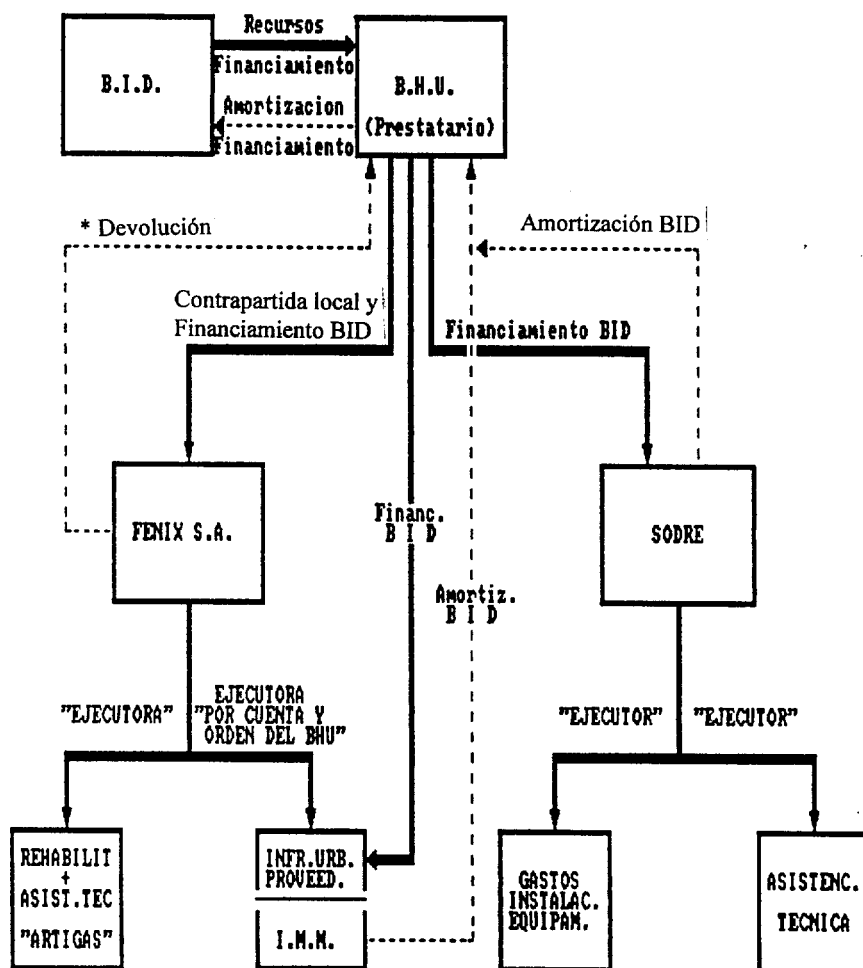 Recursos
Financiamiento
B.I.D.
B.H.U.
(Prestatario)
Amortizacion
Financiamiento
* Devolución
Amortización BID
Contrapartida local y
Financiamiento BID
Financiamiento BID
FENIX S.A.
Financ.
B I D
SODRE
Amortiz.
B I D
"EJECUTORA"
EJECUTORA
"POR CUENTA Y
ORDEN DEL BHU"
"EJECUTOR"
"EJECUTOR"
REHABILIT
+
ASIST.TEC
"ARTIGAS"
INFR.URB.
PROVEED.
I.M.M.
GASTOS
INSTALAC.
EQUIPAM.
ASISTENC.
TECNICA